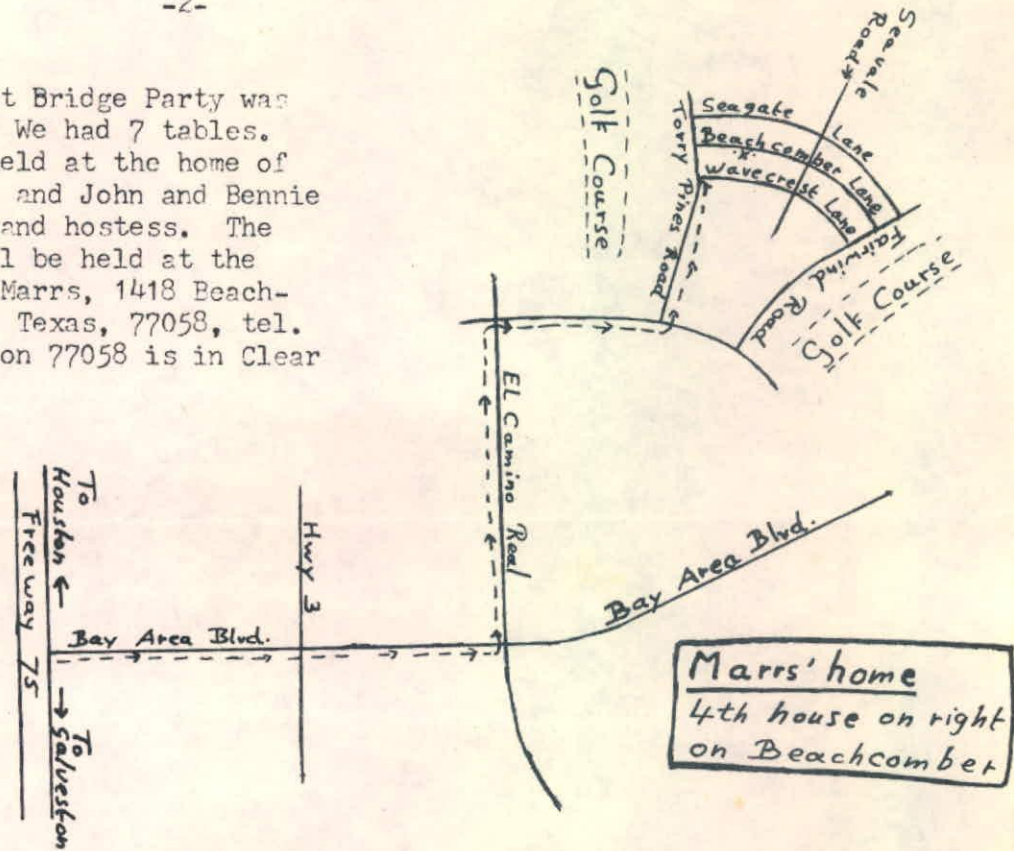 -2-
t Bridge Party was
We had 7 tables.
eld at the home of
and John and Bennie
and hostess. The
l be held at the
Marrs, 1418 Beach-
Texas, 77058, tel.
on 77058 is in Clear
Seavale
Road
Golf Course
Torry Pines Road
Seagate Lane
Beachcomber Lane
x
Wavecrest Lane
Fairwind Road
Golf Course
El Camino Real
To
Houston
Freeway 75
To
Galveston
Hwy 3
Bay Area Blvd.
Bay Area Blvd.
Marrs' home
4th house on right
on Beachcomber